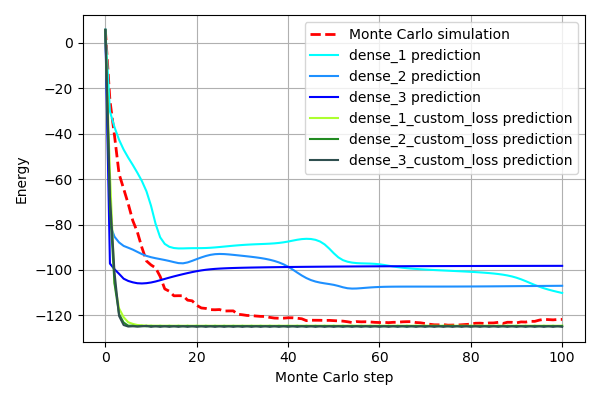 Monte Carlo simulation
dense_1 prediction
dense_2 prediction
dense_3 prediction
dense_1_custom_loss prediction
dense_2_custom_loss prediction
dense_3_custom_loss prediction
Energy
0
−20
−40
−60
−80
−100
−120
0 20 40 60 80 100
Monte Carlo step